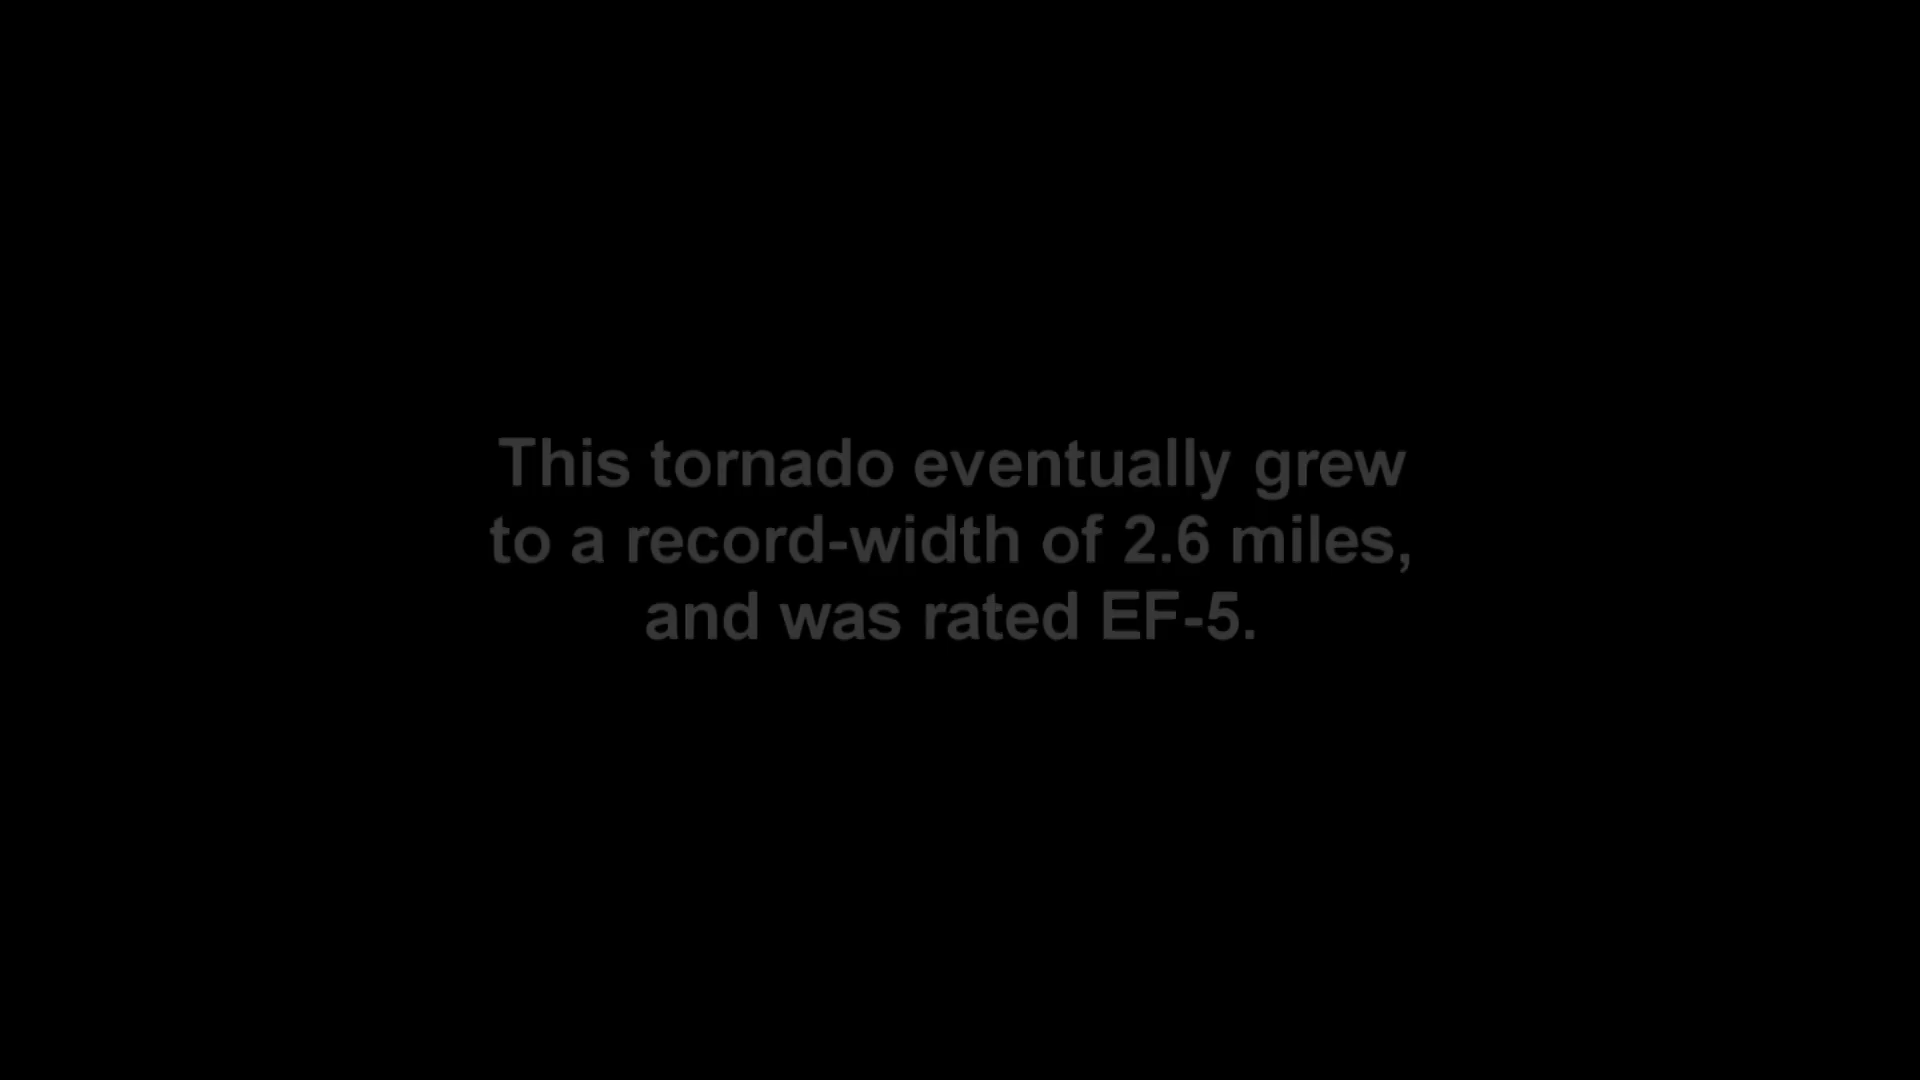 This tornado eventually grew
to a record-width of 2.6 miles,
and was rated EF-5.